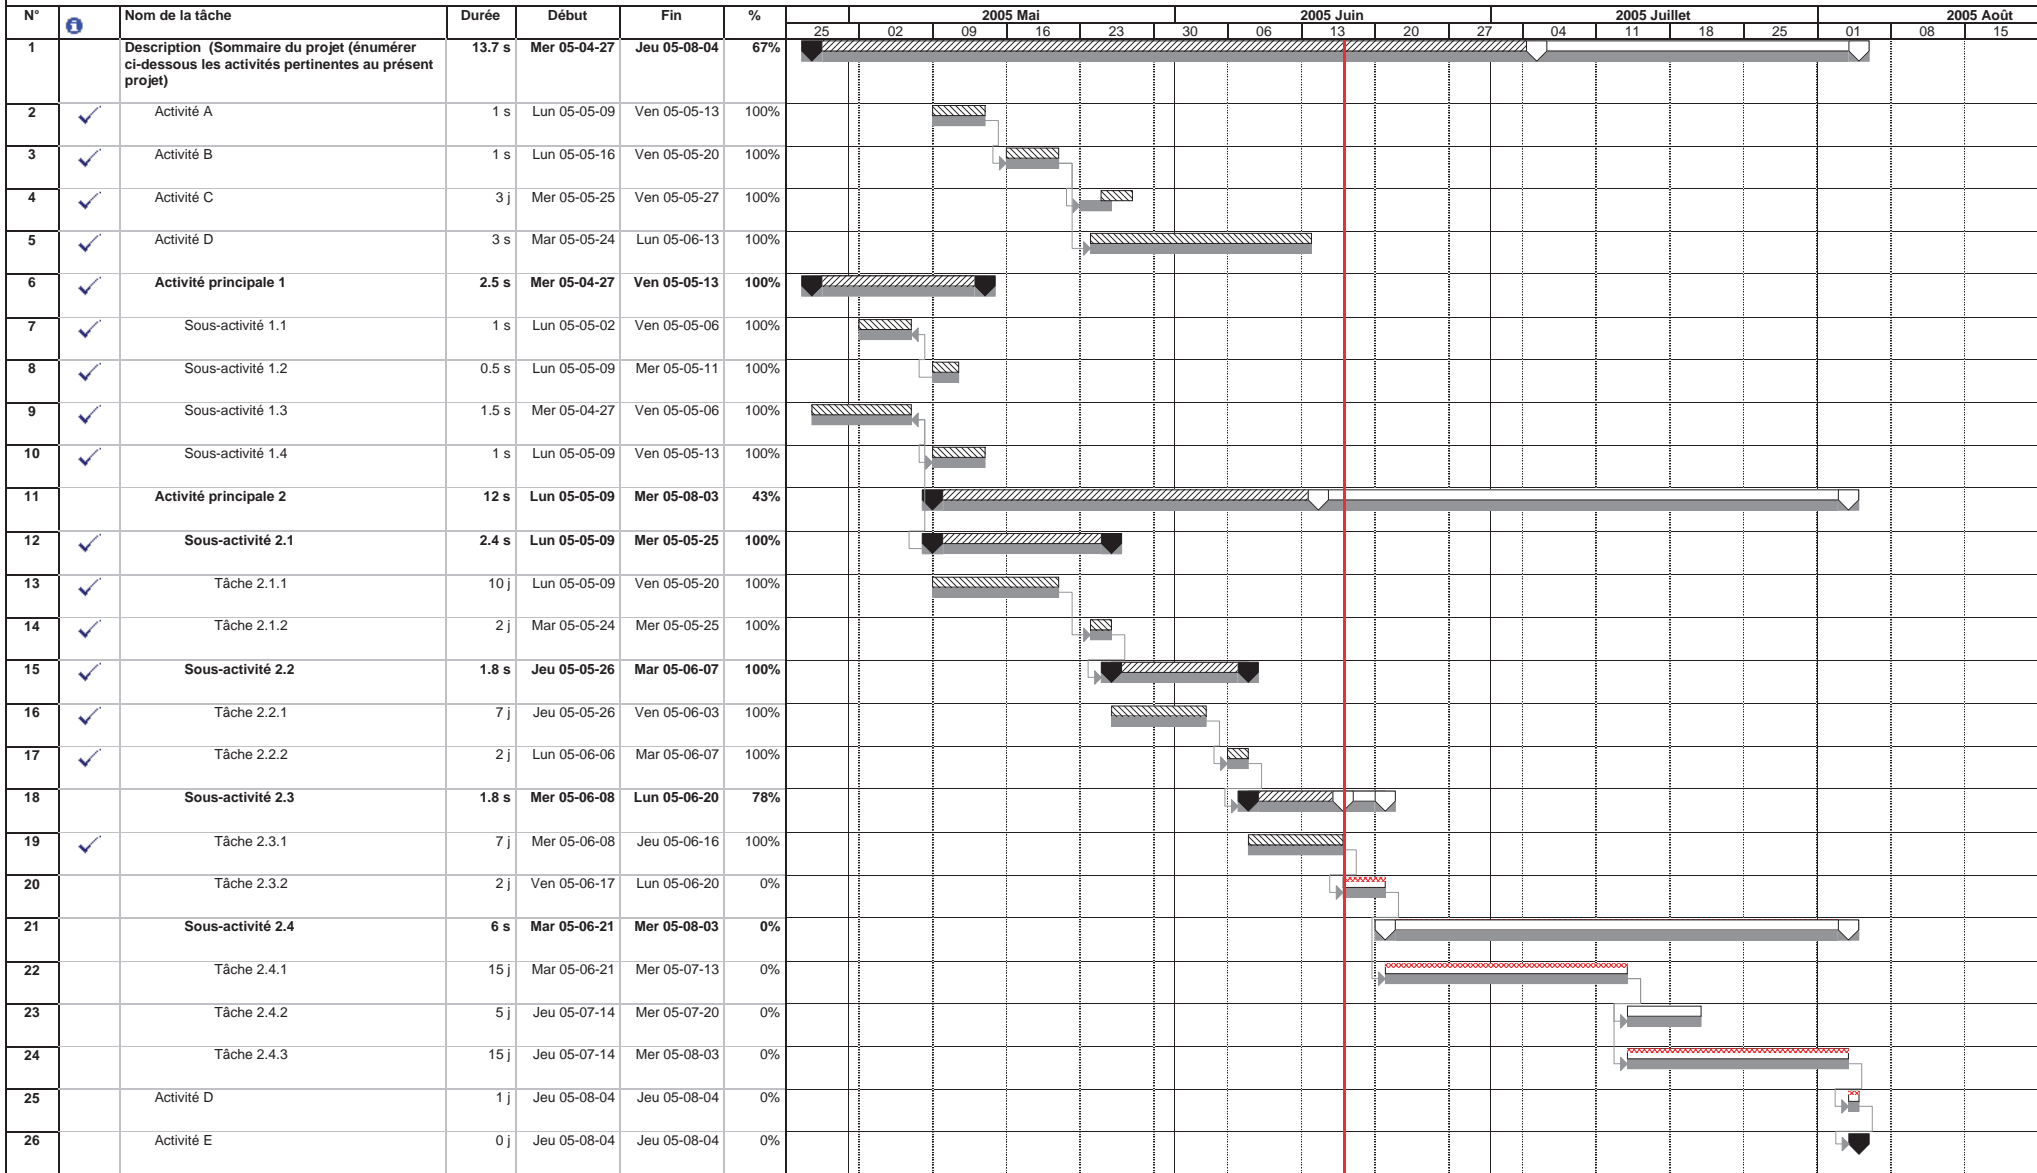 N° Nom de la tâche Durée Début Fin % 2005 Mai 2005 Juin 2005 Juillet 2005 Août
25 02 09 16 23 30 06 13 20 27 04 11 18 25 01 08 15
1 Description (Sommaire du projet (énumérer 13.7 s Mer 05-04-27 Jeu 05-08-04 67%
ci-dessous les activités pertinentes au présent
projet)
2 Activité A 1 s Lun 05-05-09 Ven 05-05-13 100%
3 Activité B 1 s Lun 05-05-16 Ven 05-05-20 100%
4 Activité C 3 j Mer 05-05-25 Ven 05-05-27 100%
5 Activité D 3 s Mar 05-05-24 Lun 05-06-13 100%
6 Activité principale 1 2.5 s Mer 05-04-27 Ven 05-05-13 100%
7 Sous-activité 1.1 1 s Lun 05-05-02 Ven 05-05-06 100%
8 Sous-activité 1.2 0.5 s Lun 05-05-09 Mer 05-05-11 100%
9 Sous-activité 1.3 1.5 s Mer 05-04-27 Ven 05-05-06 100%
10 Sous-activité 1.4 1 s Lun 05-05-09 Ven 05-05-13 100%
11 Activité principale 2 12 s Lun 05-05-09 Mer 05-08-03 43%
12 Sous-activité 2.1 2.4 s Lun 05-05-09 Mer 05-05-25 100%
13 Tâche 2.1.1 10 j Lun 05-05-09 Ven 05-05-20 100%
14 Tâche 2.1.2 2 j Mar 05-05-24 Mer 05-05-25 100%
15 Sous-activité 2.2 1.8 s Jeu 05-05-26 Mar 05-06-07 100%
16 Tâche 2.2.1 7 j Jeu 05-05-26 Ven 05-06-03 100%
17 Tâche 2.2.2 2 j Lun 05-06-06 Mar 05-06-07 100%
18 Sous-activité 2.3 1.8 s Mer 05-06-08 Lun 05-06-20 78%
19 Tâche 2.3.1 7 j Mer 05-06-08 Jeu 05-06-16 100%
20 Tâche 2.3.2 2 j Ven 05-06-17 Lun 05-06-20 0%
21 Sous-activité 2.4 6 s Mar 05-06-21 Mer 05-08-03 0%
22 Tâche 2.4.1 15 j Mar 05-06-21 Mer 05-07-13 0%
23 Tâche 2.4.2 5 j Jeu 05-07-14 Mer 05-07-20 0%
24 Tâche 2.4.3 15 j Jeu 05-07-14 Mer 05-08-03 0%
25 Activité D 1 j Jeu 05-08-04 Jeu 05-08-04 0%
26 Activité E 0 j Jeu 05-08-04 Jeu 05-08-04 0%